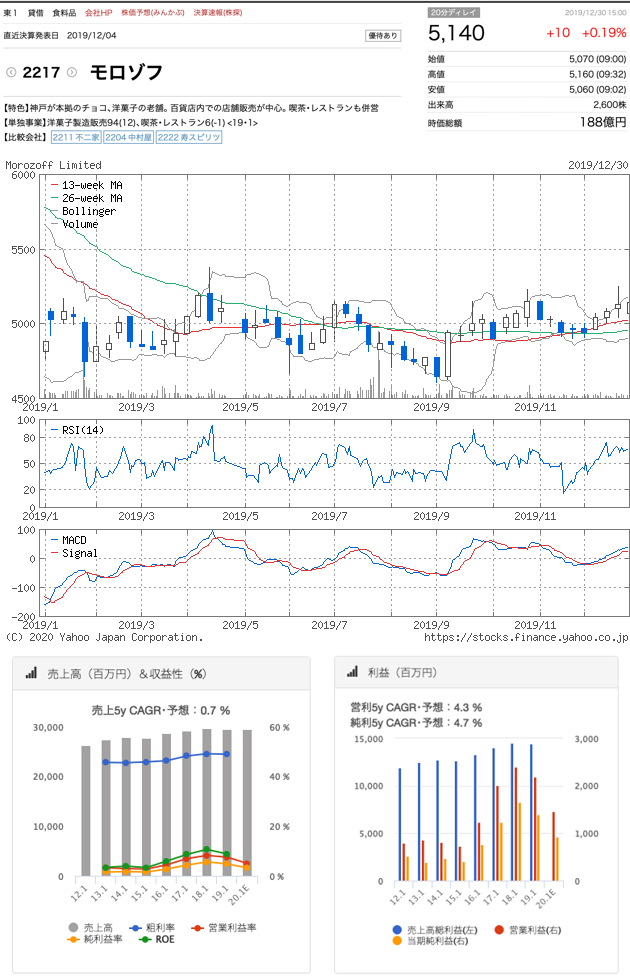 東1 貸借 食料品 会社HP 株価予想(みんかぶ) 決算速報(株探)
直近決算発表日 2019/12/04
優待あり
2217 モロゾフ
【特色】神戸が本拠のチョコ、洋菓子の老舗。百貨店内での店舗販売が中心。喫茶・レストランも併営
【単独事業】洋菓子製造販売94(12)、喫茶・レストラン6(-1) <19・1>
【比較会社】 2211 不二家 2204 中村屋 2222 寿スピリツ
20分ディレイ
2019/12/30 15:00
5,140 +10 +0.19%
始値 5,070 (09:00)
高値 5,160 (09:32)
安値 5,060 (09:02)
出来高 2,600株
時価総額 188億円
Morozoff Limited 2019/12/30
6000
5500
5000
4500
13-week MA
26-week MA
Bollinger
Volume
2019/1 2019/3 2019/5 2019/7 2019/9 2019/11
100
80
50
20
0
RSI(14)
2019/1 2019/3 2019/5 2019/7 2019/9 2019/11
100
0
-100
-200
MACD
Signal
2019/1 2019/3 2019/5 2019/7 2019/9 2019/11
(C) 2020 Yahoo Japan Corporation. https://stocks.finance.yahoo.co.jp
売上高（百万円）＆収益性（%）
売上5y CAGR・予想：0.7 %
30,000
20,000
10,000
0
60 %
40 %
20 %
0 %
12.1 13.1 14.1 15.1 16.1 17.1 18.1 19.1 20.1E
売上高 粗利率 営業利益率
純利益率 ROE
利益（百万円）
営利5y CAGR・予想：4.3 %
純利5y CAGR・予想：4.7 %
15,000
10,000
5,000
0
3,000
2,000
1,000
0
12.1 13.1 14.1 15.1 16.1 17.1 18.1 19.1 20.1E
売上高総利益(左) 営業利益(右)
当期純利益(右)